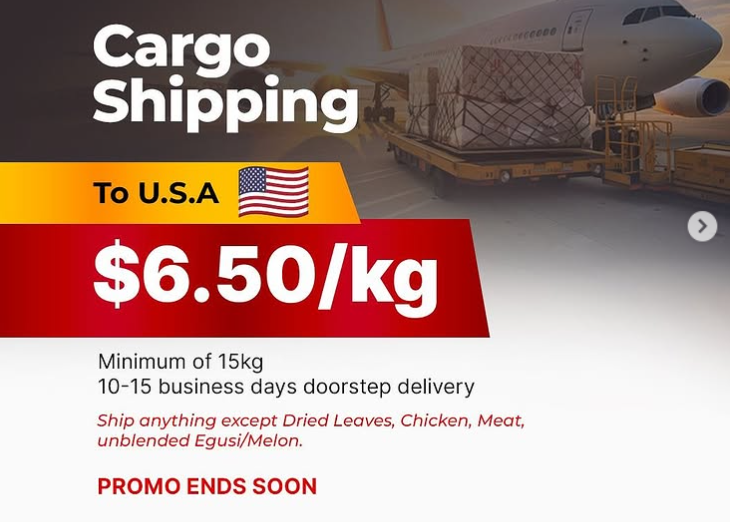 Cargo
Shipping
To U.S.A
$6.50/kg
Minimum of 15kg
10-15 business days doorstep delivery
Ship anything except Dried Leaves, Chicken, Meat,
unblended Egusi/Melon.
PROMO ENDS SOON